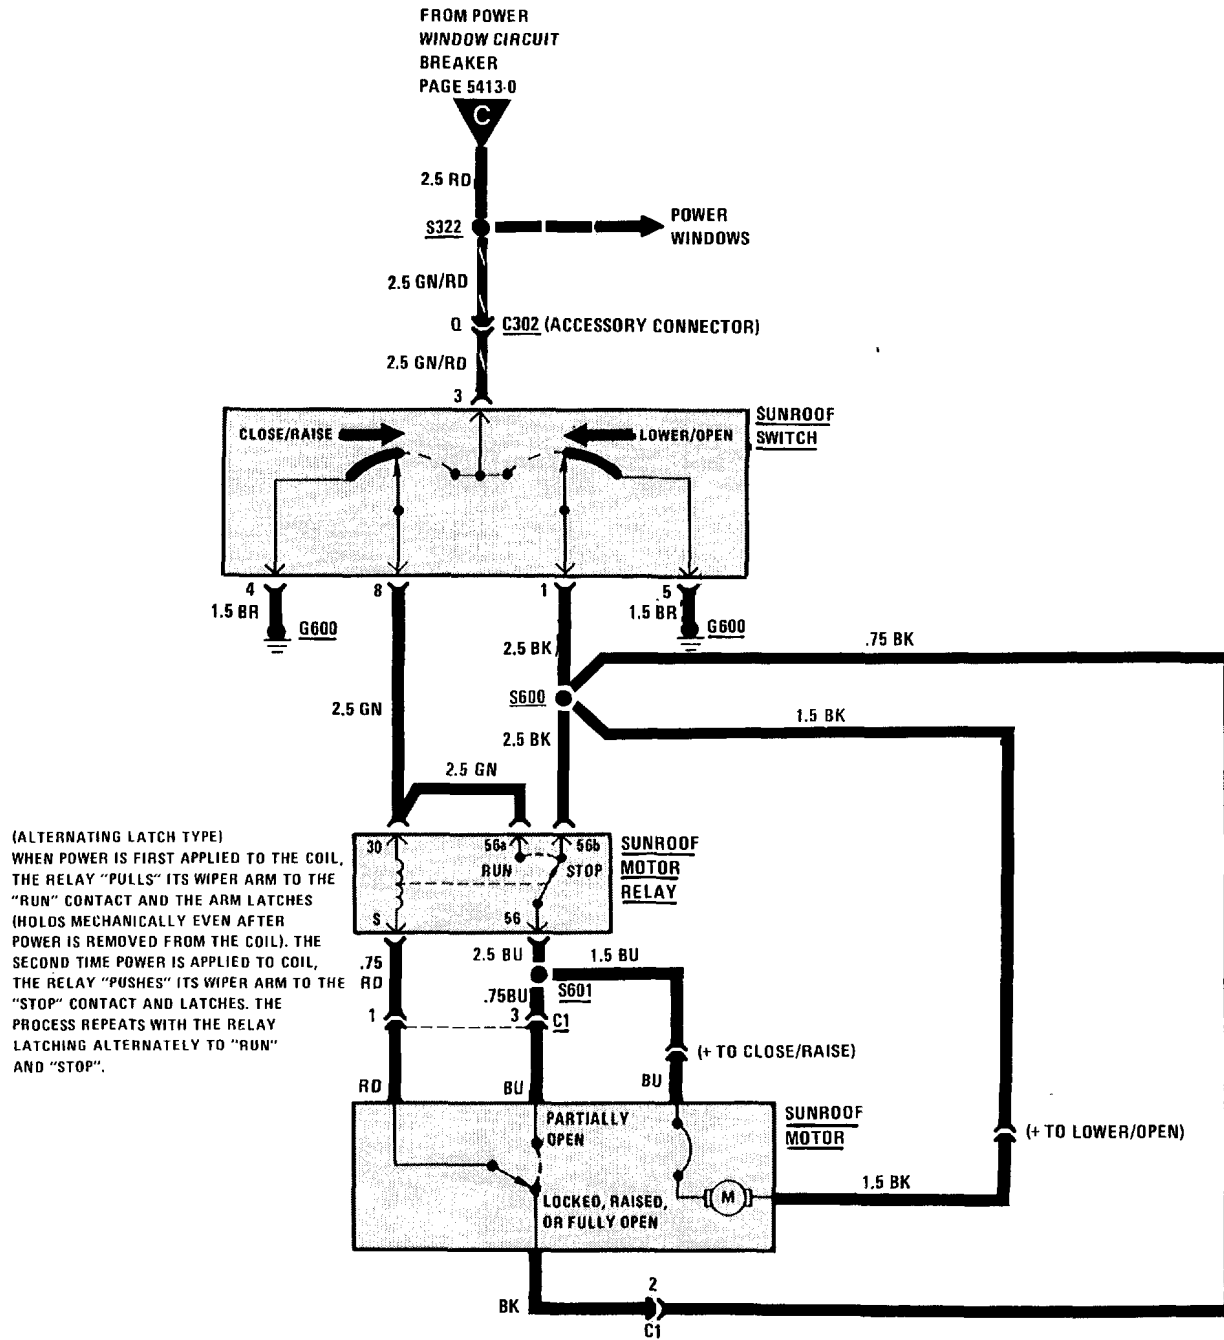 FROM POWER
WINDOW CIRCUIT
BREAKER
PAGE 5413-0
C
2.5 RD
S322
POWER
WINDOWS
2.5 GN/RD
Q
C302 (ACCESSORY CONNECTOR)
2.5 GN/RD
3
SUNROOF
SWITCH
CLOSE/RAISE
LOWER/OPEN
4
8
1
5
1.5 BR
G600
1.5 BR
G600
2.5 BK
.75 BK
S600
2.5 GN
1.5 BK
2.5 BK
2.5 GN
(ALTERNATING LATCH TYPE)
WHEN POWER IS FIRST APPLIED TO THE COIL,
THE RELAY "PULLS" ITS WIPER ARM TO THE
"RUN" CONTACT AND THE ARM LATCHES
(HOLDS MECHANICALLY EVEN AFTER
POWER IS REMOVED FROM THE COIL). THE
SECOND TIME POWER IS APPLIED TO COIL,
THE RELAY "PUSHES" ITS WIPER ARM TO THE
"STOP" CONTACT AND LATCHES. THE
PROCESS REPEATS WITH THE RELAY
LATCHING ALTERNATELY TO "RUN"
AND "STOP".
30
56a
56b
RUN
STOP
S
56
SUNROOF
MOTOR
RELAY
.75
RD
2.5 BU
1.5 BU
S601
.75BU
1
3
C1
(+ TO CLOSE/RAISE)
RD
BU
BU
PARTIALLY
OPEN
SUNROOF
MOTOR
(+ TO LOWER/OPEN)
M
1.5 BK
LOCKED, RAISED,
OR FULLY OPEN
BK
2
C1